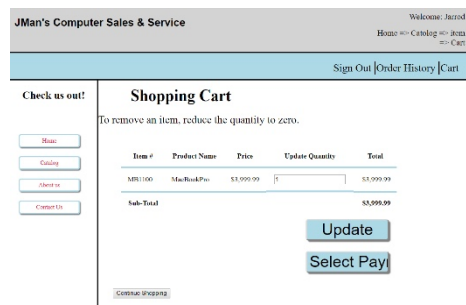 JMan's Computer Sales & Service
Welcome: Jarrod
Home => Catolog => item
=> Cart
Sign Out |Order History |Cart
Check us out!
Home
Catalog
About us
Contact Us
Shopping Cart
To remove an item, reduce the quantity to zero.
Item # Product Name Price Update Quantity Total
MB1100 MacBookPro $3,999.99 1 $3,999.99
Sub-Total $3,999.99
Update
Select Pay
Continue Shopping